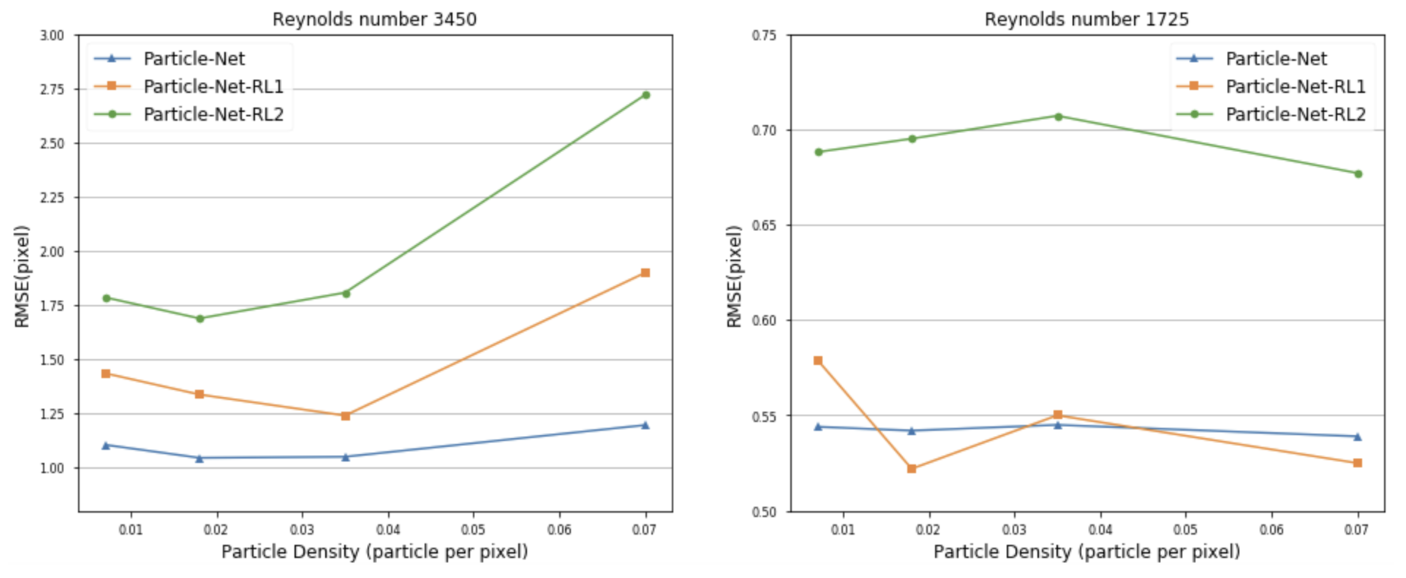 Reynolds number 3450
3.00
2.75
2.50
2.25
2.00
1.75
1.50
1.25
1.00
RMSE(pixel)
Particle-Net
Particle-Net-RL1
Particle-Net-RL2
0.01 0.02 0.03 0.04 0.05 0.06 0.07
Particle Density (particle per pixel)
Reynolds number 1725
0.75
0.70
0.65
0.60
0.55
0.50
RMSE(pixel)
Particle-Net
Particle-Net-RL1
Particle-Net-RL2
0.01 0.02 0.03 0.04 0.05 0.06 0.07
Particle Density (particle per pixel)